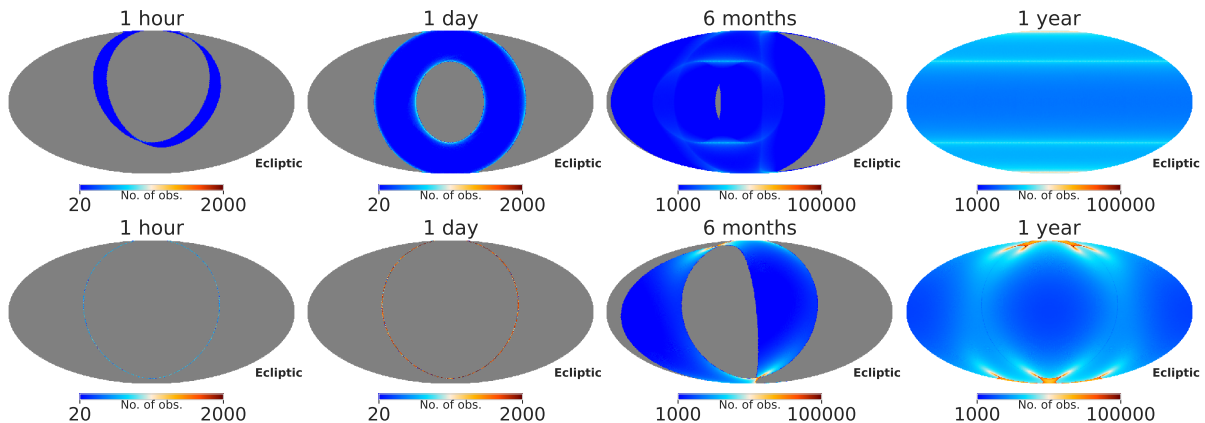 1 hour 1 day 6 months 1 year
Ecliptic Ecliptic Ecliptic Ecliptic
No. of obs. No. of obs. No. of obs. No. of obs.
20 2000 20 2000 1000 100000 1000 100000
1 hour 1 day 6 months 1 year
Ecliptic Ecliptic Ecliptic Ecliptic
No. of obs. No. of obs. No. of obs. No. of obs.
20 2000 20 2000 1000 100000 1000 100000